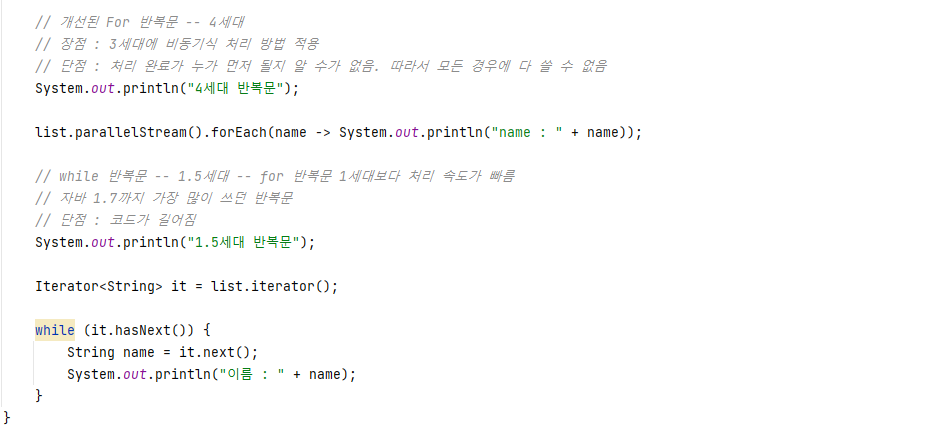 // 개선된 For 반복문 -- 4세대
// 장점 : 3세대에 비동기식 처리 방법 적용
// 단점 : 처리 완료가 누가 먼저 될지 알 수가 없음. 따라서 모든 경우에 다 쓸 수 없음
System.out.println("4세대 반복문");
list.parallelStream().forEach(name -> System.out.println("name : " + name));
// while 반복문 -- 1.5세대 -- for 반복문 1세대보다 처리 속도가 빠름
// 자바 1.7까지 가장 많이 쓰던 반복문
// 단점 : 코드가 길어짐
System.out.println("1.5세대 반복문");
Iterator<String> it = list.iterator();
while (it.hasNext()) {
String name = it.next();
System.out.println("이름 : " + name);
}
}